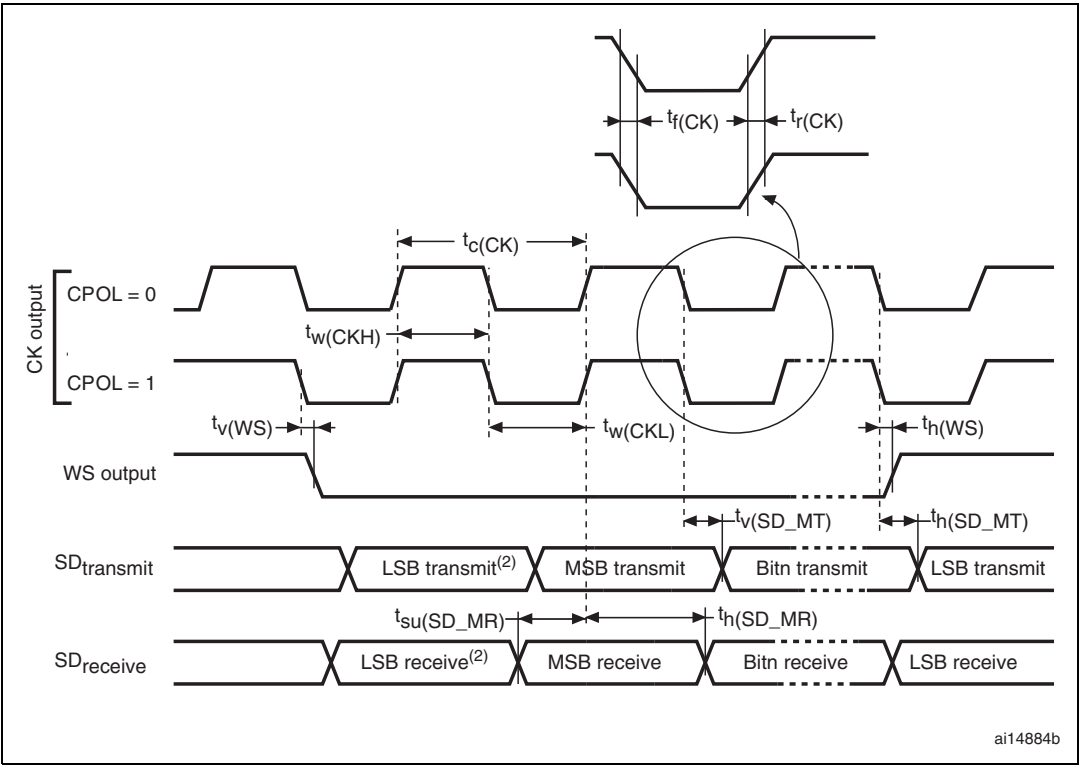 tf(CK)
tr(CK)
tc(CK)
CK output
CPOL = 0
tw(CKH)
CPOL = 1
tv(WS)
tw(CKL)
th(WS)
WS output
tv(SD_MT)
th(SD_MT)
SDtransmit
LSB transmit(2)
MSB transmit
Bitn transmit
LSB transmit
tsu(SD_MR)
th(SD_MR)
SDreceive
LSB receive(2)
MSB receive
Bitn receive
LSB receive
ai14884b